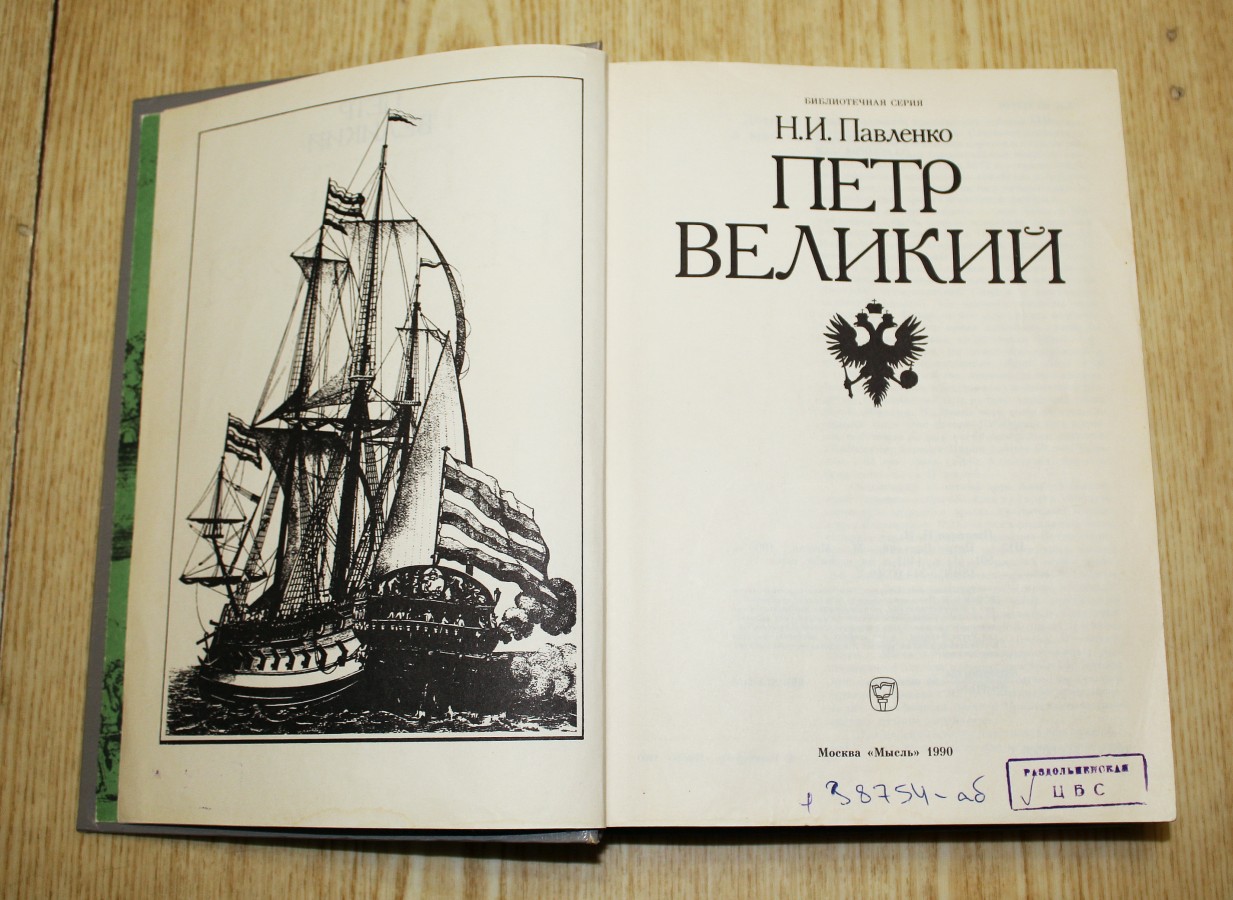 БИБЛИОТЕЧНАЯ СЕРИЯ
Н.И. Павленко
ПЕТР
ВЕЛИКИЙ
Москва «Мысль» 1990
38754-аб
РАЗДОЛЬНЕНСКАЯ
ЦБС